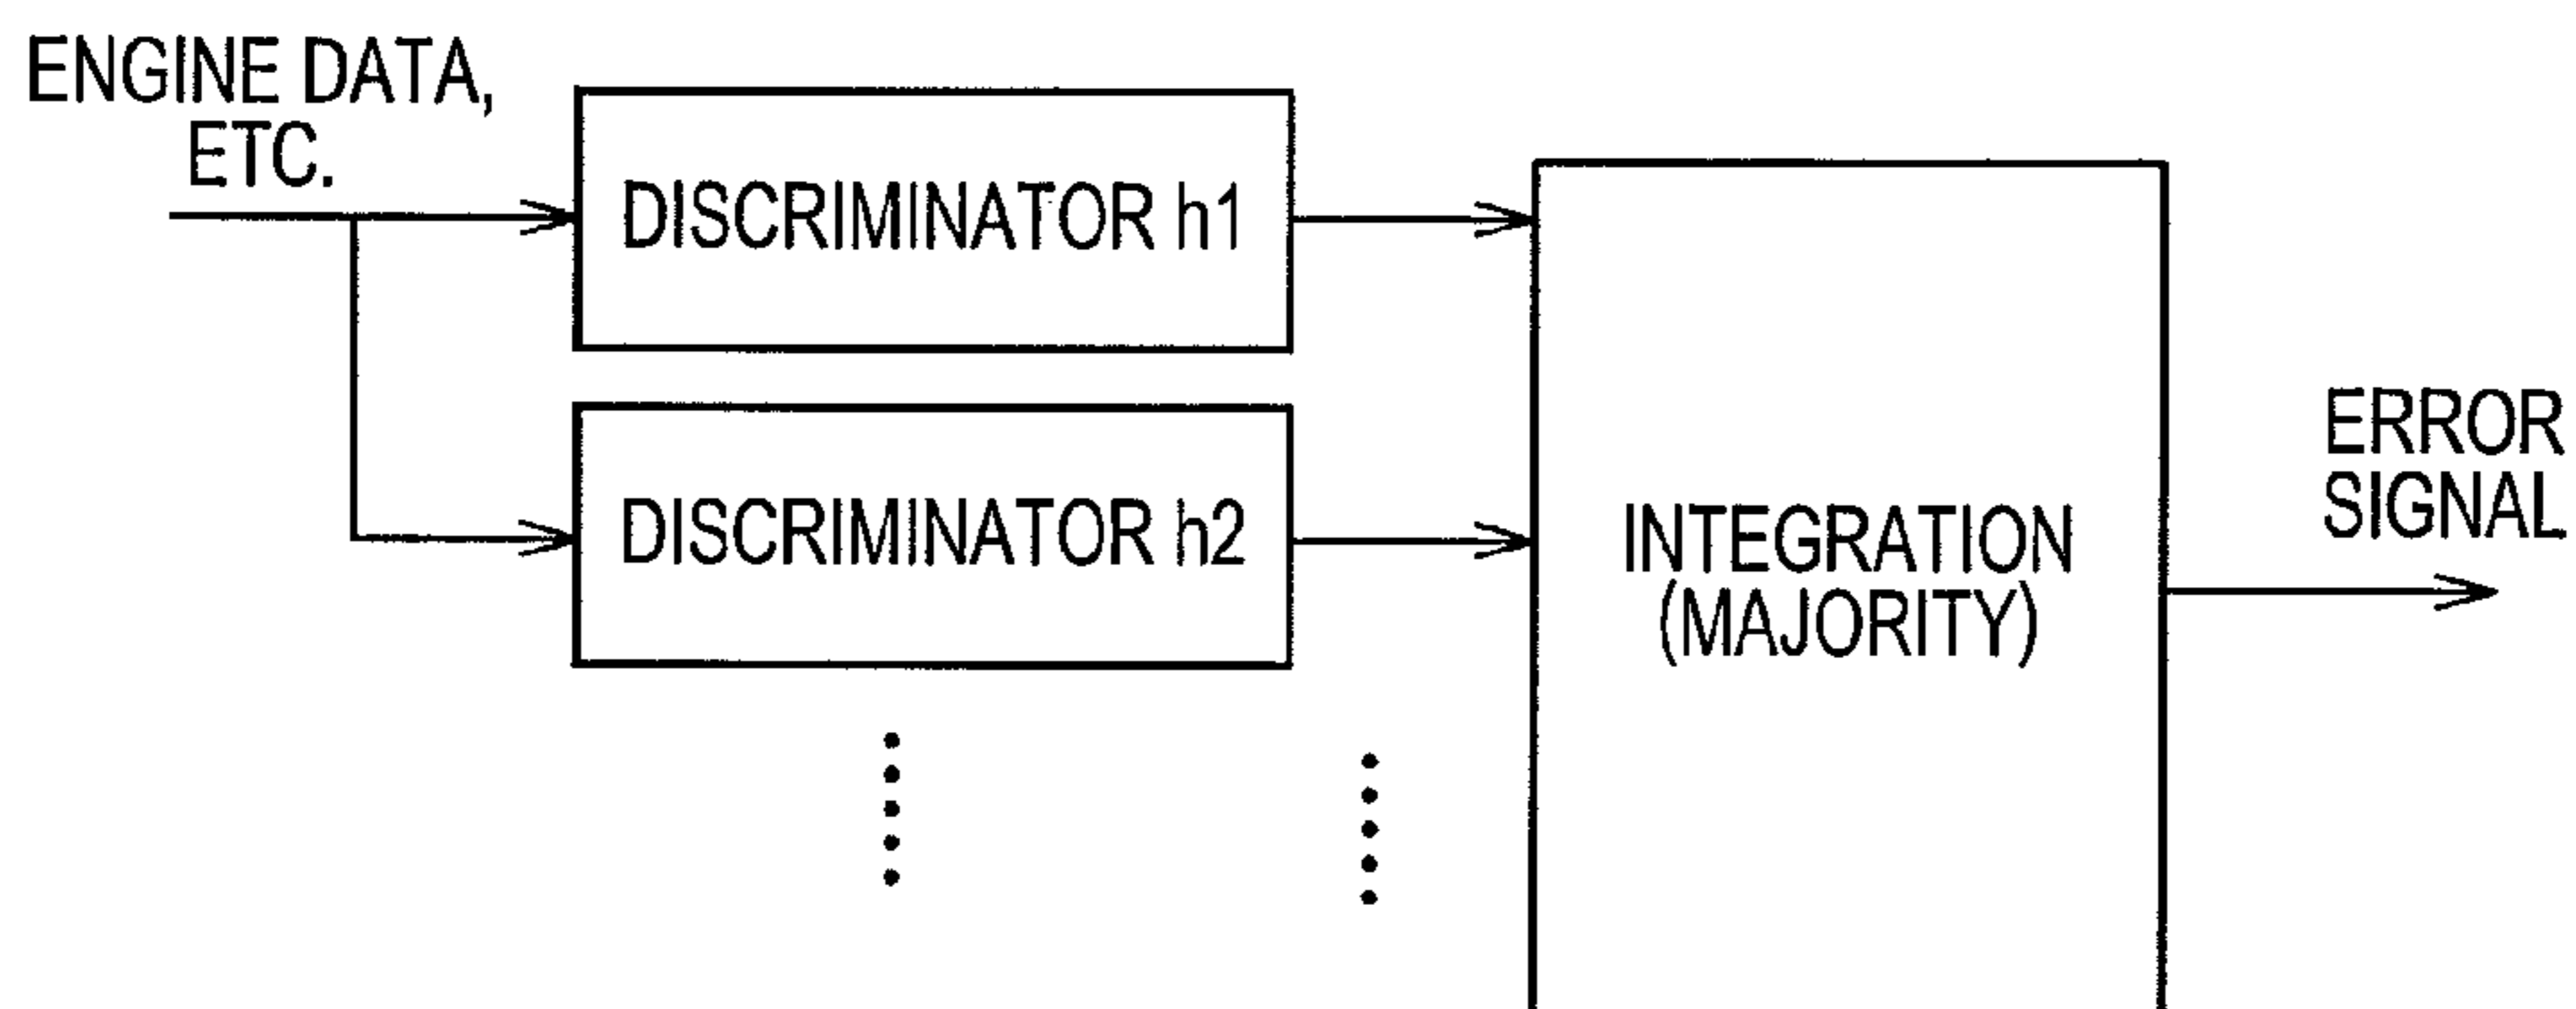 ENGINE DATA,
ETC.
DISCRIMINATOR h1
DISCRIMINATOR h2
INTEGRATION
(MAJORITY)
ERROR
SIGNAL